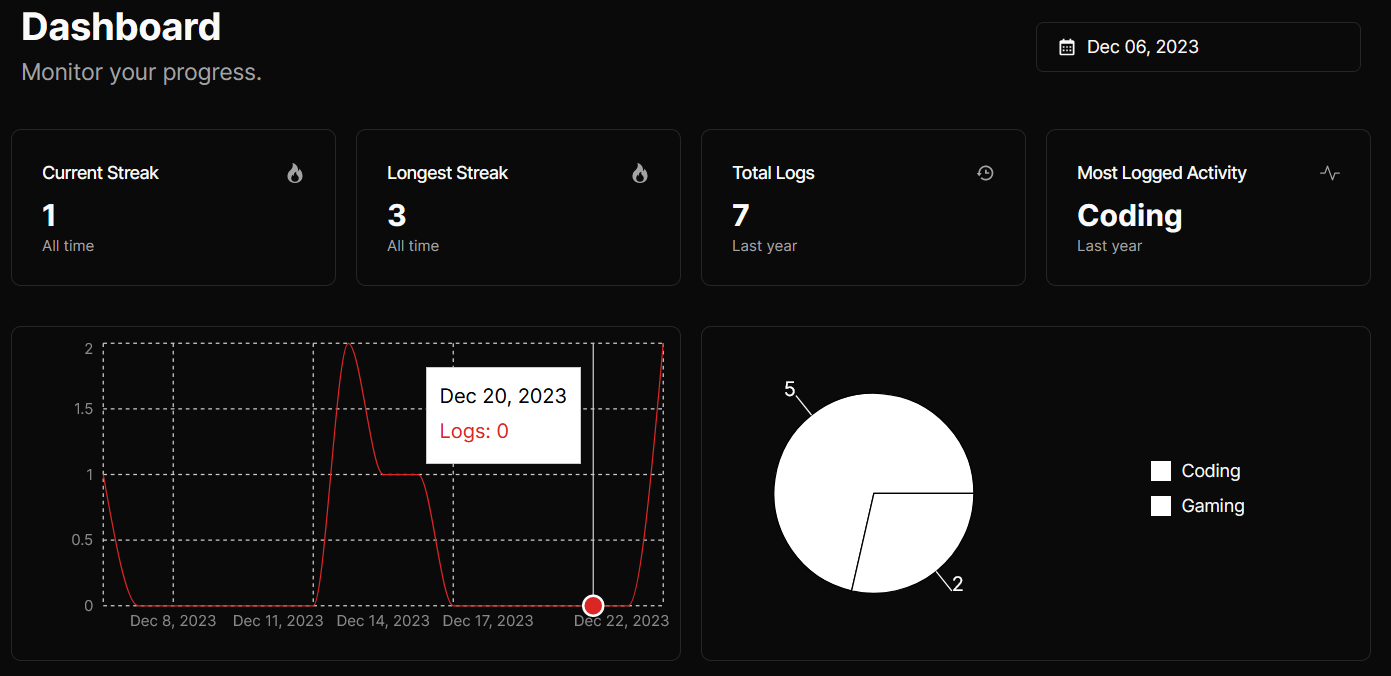 Dashboard
Monitor your progress.
Dec 06, 2023
Current Streak
1
All time
Longest Streak
3
All time
Total Logs
7
Last year
Most Logged Activity
Coding
Last year
2
1.5
1
0.5
0
Dec 20, 2023
Logs: 0
Dec 8, 2023
Dec 11, 2023
Dec 14, 2023
Dec 17, 2023
Dec 22, 2023
5
2
Coding
Gaming